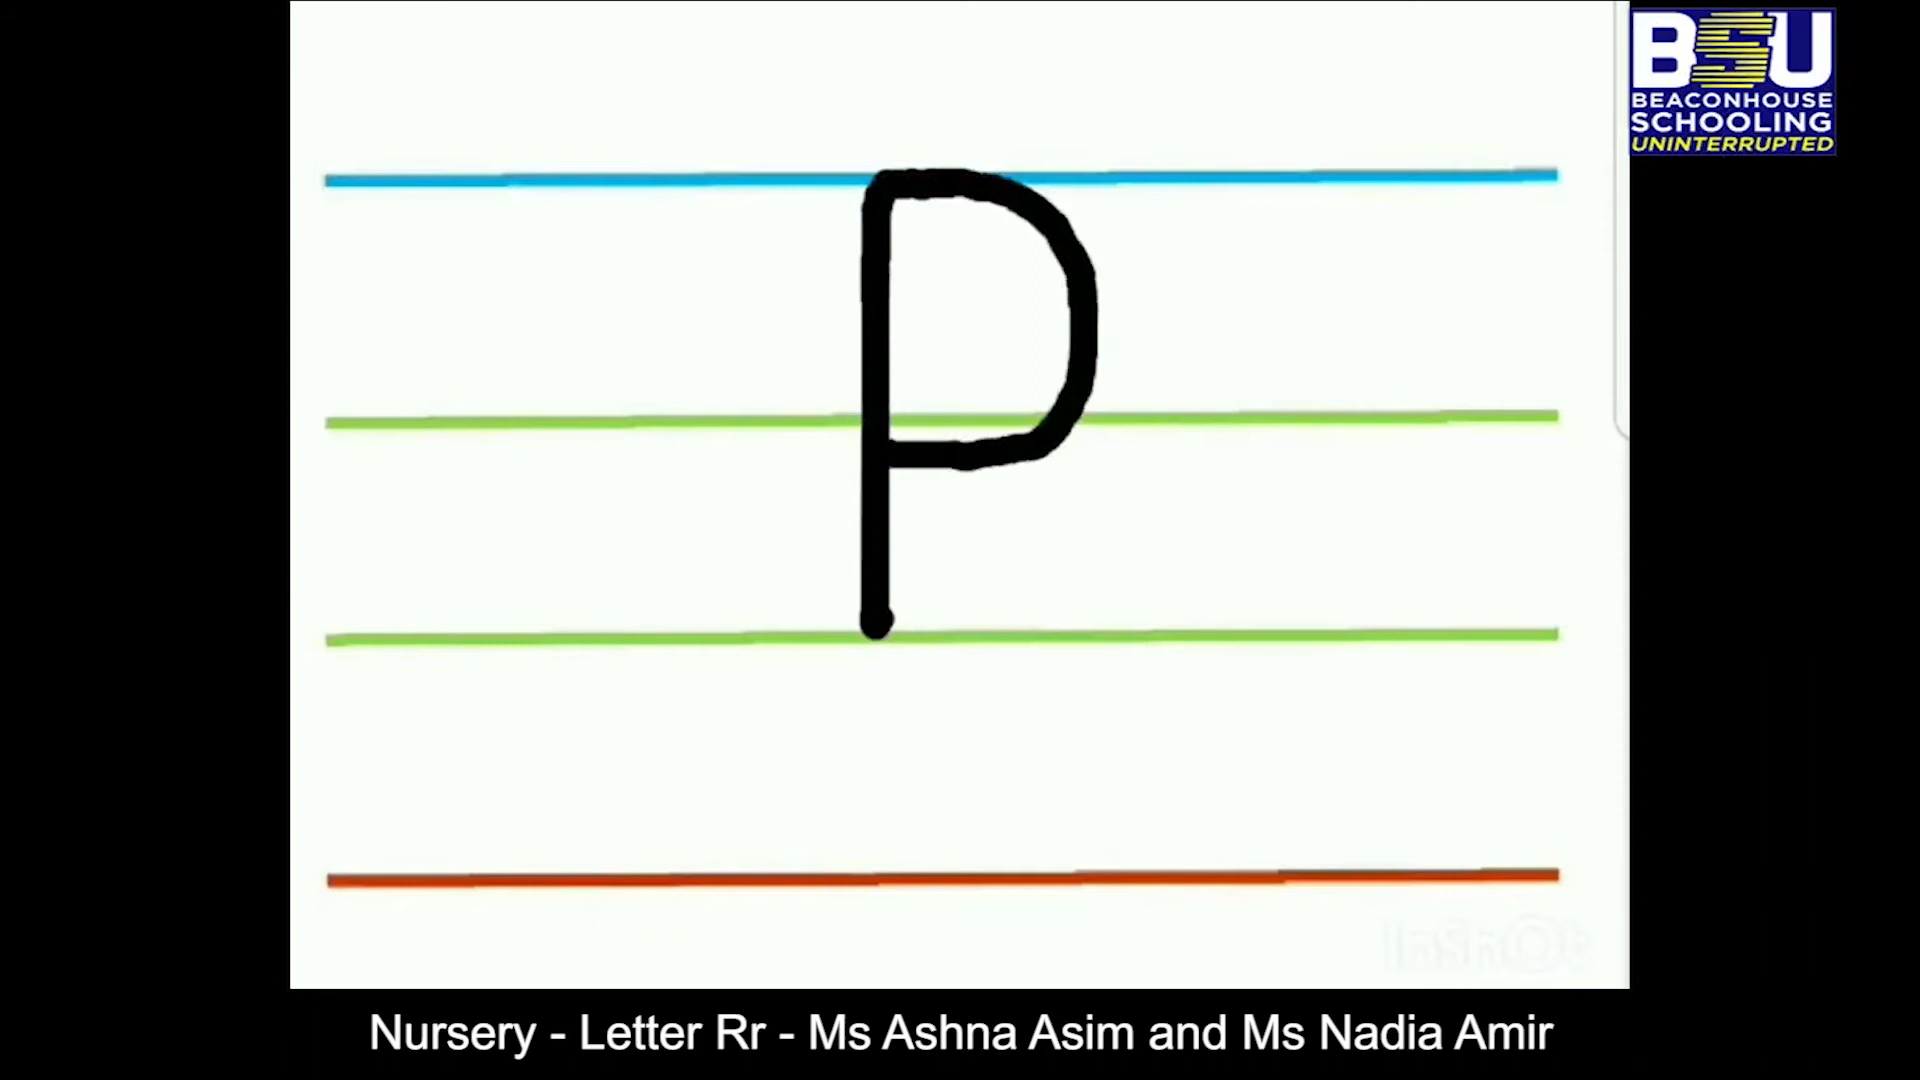 BSU
BEACONHOUSE
SCHOOLING
UNINTERRUPTED
P
Nursery - Letter Rr - Ms Ashna Asim and Ms Nadia Amir